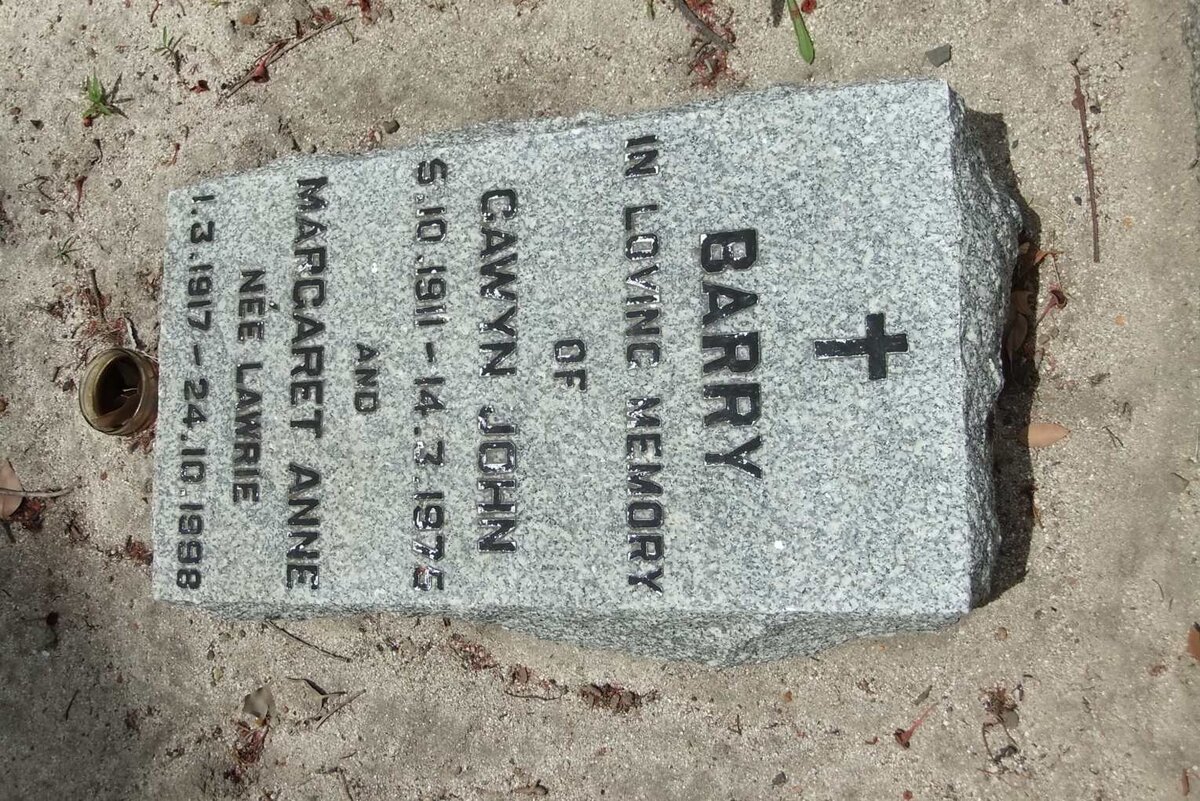 BARRY
IN LOVING MEMORY
OF
GAWYN JOHN
5.10.1911-14.7.1975
AND
MARGARET ANNE
NÉE LAWRIE
1.3.1917-24.10.1998